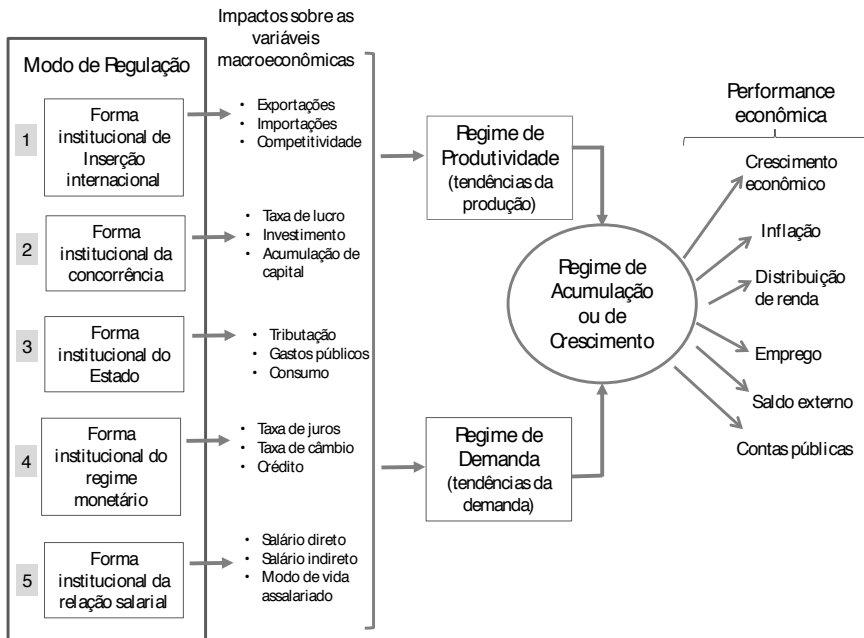 Impactos sobre as
variáveis
macroeconômicas
Modo de Regulação
1
Forma
institucional de
Inserção
internacional
• Exportações
• Importações
• Competitividade
2
Forma
institucional da
concorrência
• Taxa de lucro
• Investimento
• Acumulação de
capital
3
Forma
institucional do
Estado
• Tributação
• Gastos públicos
• Consumo
4
Forma
institucional do
regime
monetário
• Taxa de juros
• Taxa de câmbio
• Crédito
5
Forma
institucional da
relação salarial
• Salário direto
• Salário indireto
• Modo de vida
assalariado
Regime de
Produtividade
(tendências da
produção)
Regime de
Demanda
(tendências da
demanda)
Regime de
Acumulação
ou de
Crescimento
Performance
econômica
Crescimento
econômico
Inflação
Distribuição
de renda
Emprego
Saldo externo
Contas públicas